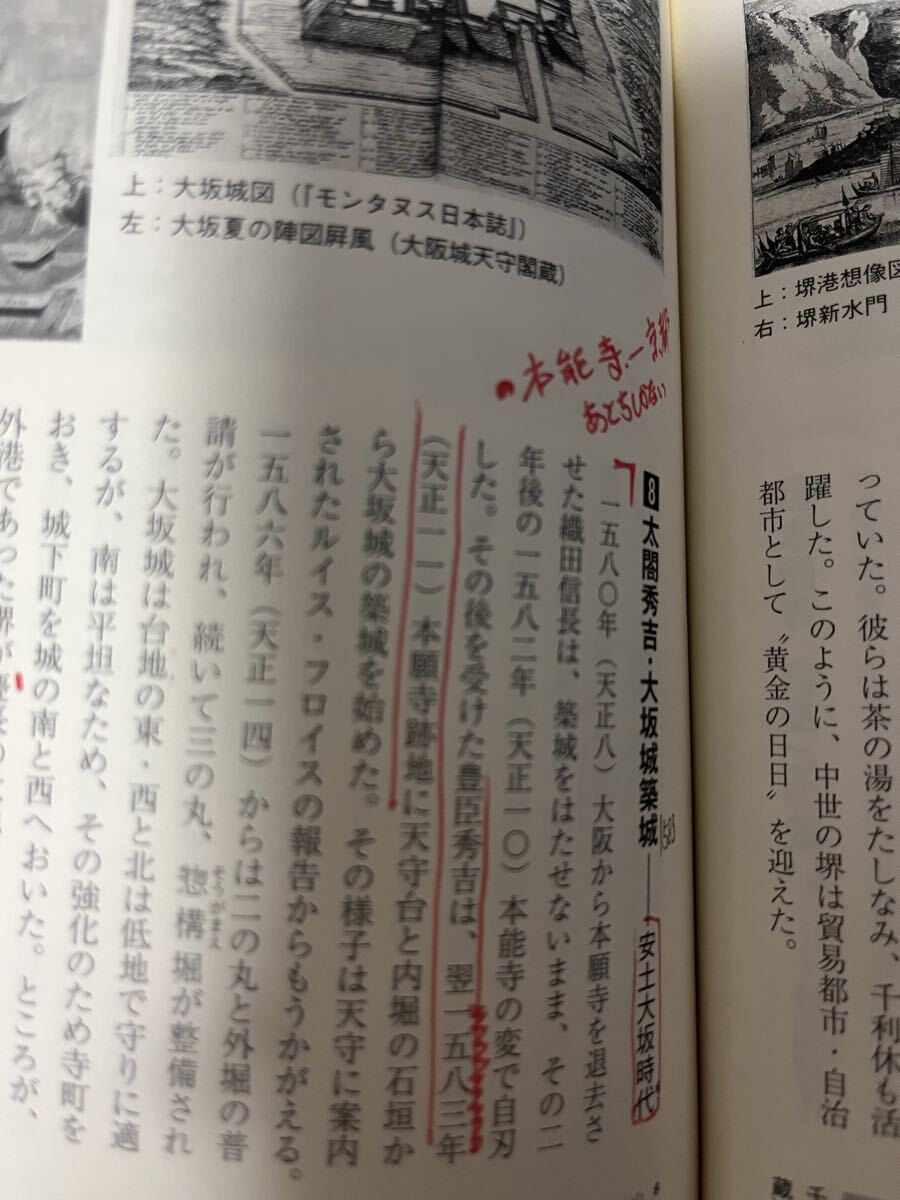 上：堺港想像図
右：堺新水門
っていた。彼らは茶の湯をたしなみ、千利休も活
躍した。このように、中世の堺は貿易都市・自治
都市として〝黄金の日日〟を迎えた。
上：大坂城図（『モンタヌス日本誌』）
左：大坂夏の陣図屏風（大阪城天守閣蔵）
本能寺―京都
あとちしかない
8 太閤秀吉・大坂城築城――安土大坂時代
1583
一五八〇年（天正八）大阪から本願寺を退去さ
せた織田信長は、築城をはたせないまま、その二
年後の一五八二年（天正一〇）本能寺の変で自刃
した。その後を受けた豊臣秀吉は、翌一五八三年
（天正一一）本願寺跡地に天守台と内堀の石垣か
ら大坂城の築城を始めた。その様子は天守に案内
されたルイス・フロイスの報告からもうかがえる。
一五八六年（天正一四）からは二の丸と外堀の普
請が行われ、続いて三の丸、惣構堀が整備され
そうがまえ
た。大坂城は台地の東・西と北は低地で守りに適
するが、南は平坦なため、その強化のため寺町を
おき、城下町を城の南と西へおいた。ところが、
外港であった堺が